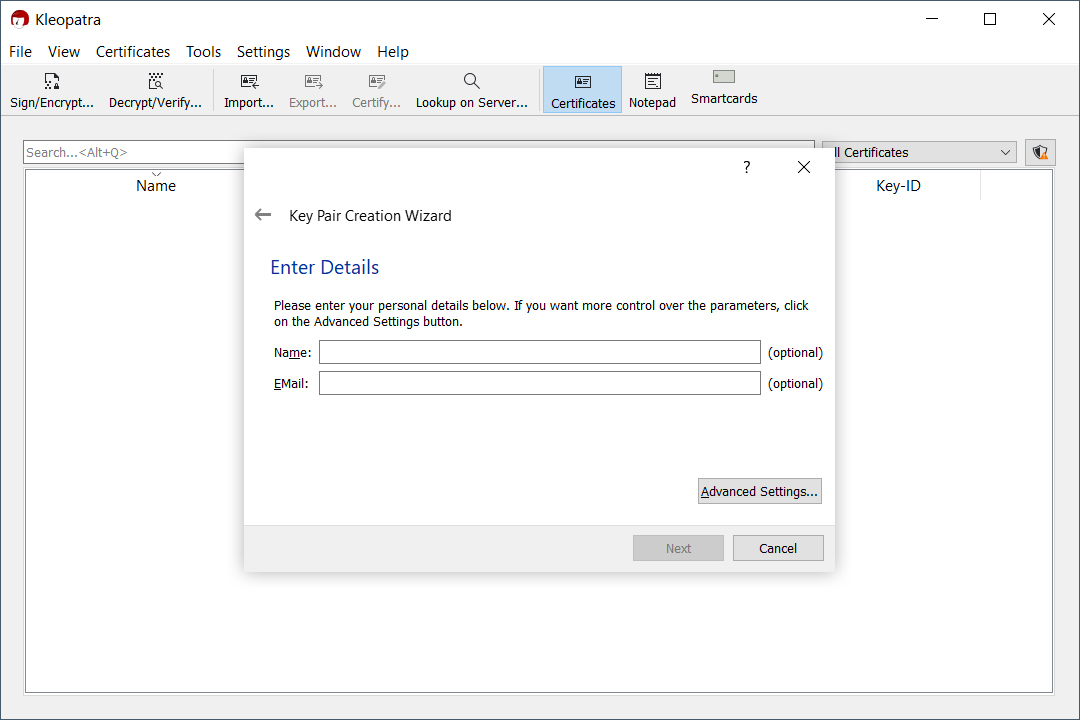 Kleopatra
File View Certificates Tools Settings Window Help
Sign/Encrypt... Decrypt/Verify... Import... Export... Certify... Lookup on Server... Certificates Notepad Smartcards
Search...<Alt+Q> Certificates
Name Key-ID
?
Key Pair Creation Wizard
Enter Details
Please enter your personal details below. If you want more control over the parameters, click
on the Advanced Settings button.
Name: (optional)
EMail: (optional)
Advanced Settings...
Next Cancel